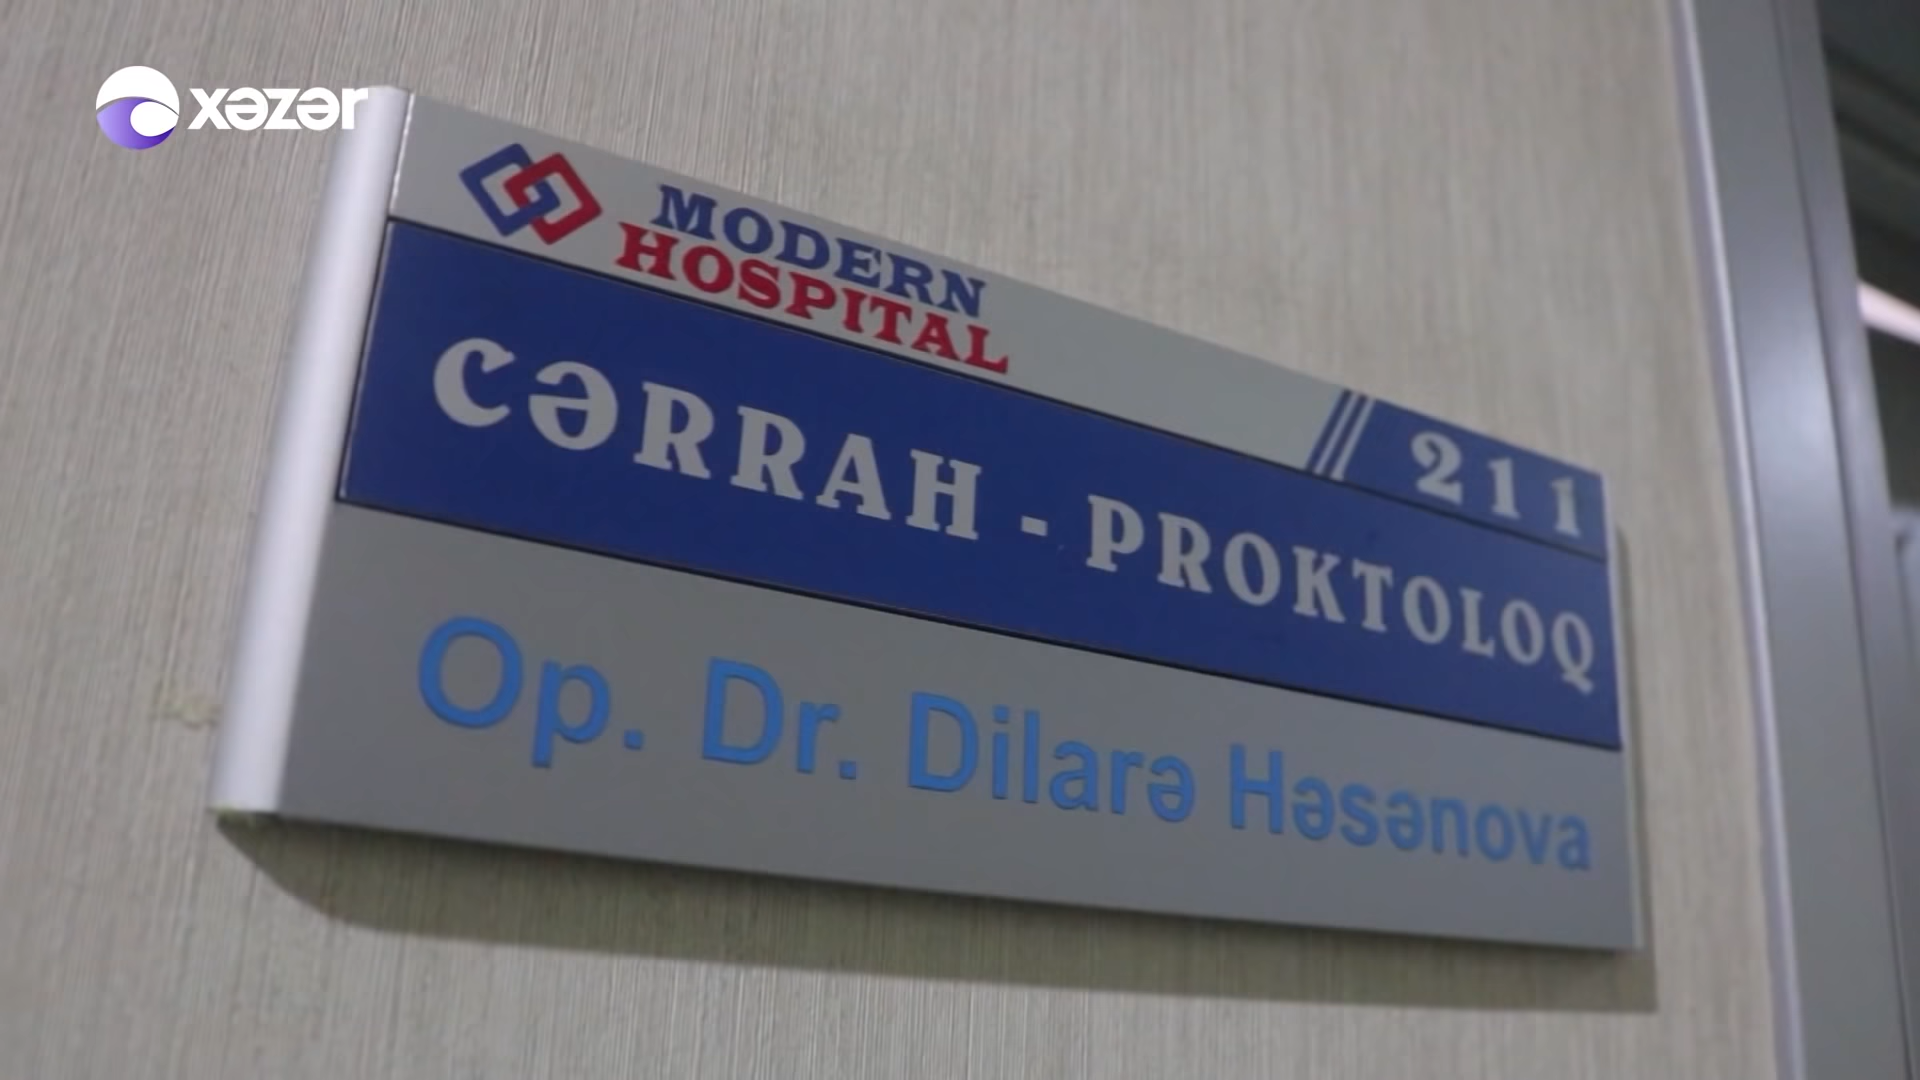 xəzər
MODERN
HOSPITAL
211
CƏRRAH - PROKTOLOQ
Op. Dr. Dilarə Həsənova